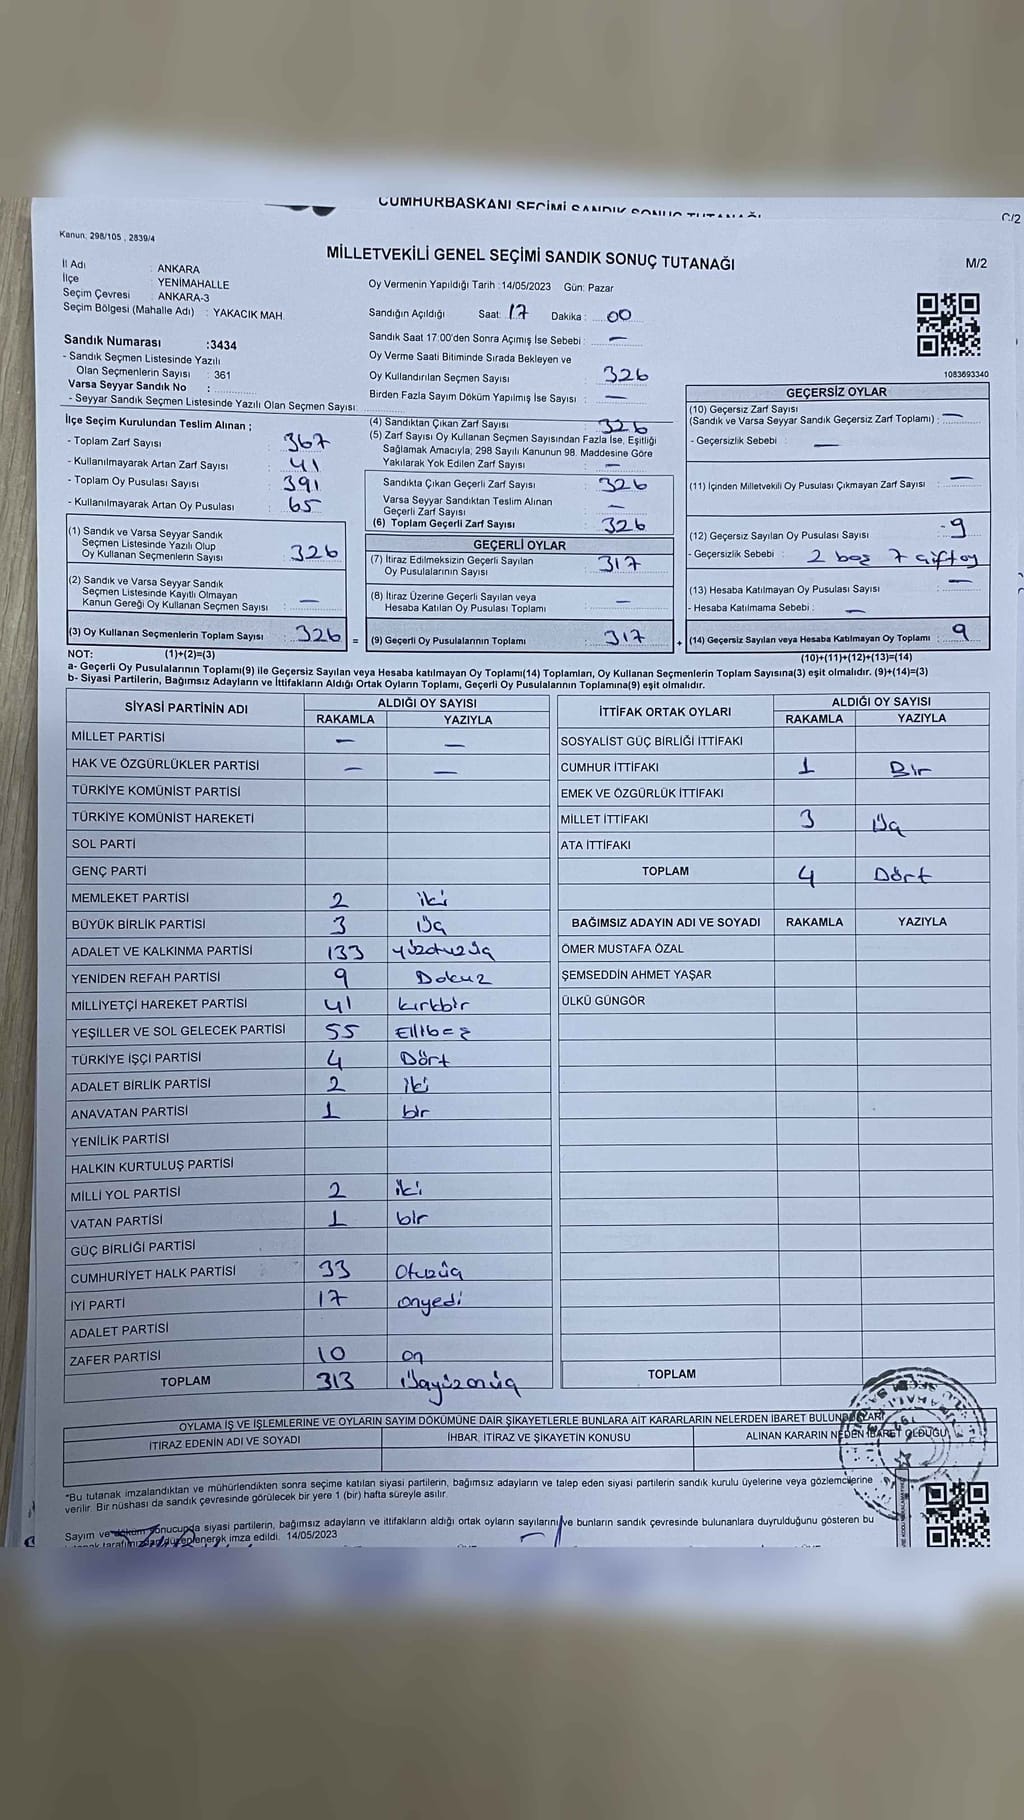 CUMHURBAŞKANI SEÇİMİ SANDIK SONUÇ TUTANAĞI
C/2
Kanun: 298/105 , 2839/4
MİLLETVEKİLİ GENEL SEÇİMİ SANDIK SONUÇ TUTANAĞI
M/2
İl Adı : ANKARA
İlçe : YENİMAHALLE
Seçim Çevresi : ANKARA-3
Seçim Bölgesi (Mahalle Adı) : YAKACIK MAH.
Oy Vermenin Yapıldığı Tarih :14/05/2023 Gün: Pazar
Sandığın Açıldığı Saat: 17 Dakika : 00
Sandık Saat 17.00'den Sonra Açımış İse Sebebi : —
Oy Verme Saati Bitiminde Sırada Bekleyen ve
Oy Kullandırılan Seçmen Sayısı : 326
Birden Fazla Sayım Döküm Yapılmış İse Sayısı : —
1083693340
Sandık Numarası :3434
- Sandık Seçmen Listesinde Yazılı
Olan Seçmenlerin Sayısı : 361
Varsa Seyyar Sandık No :
- Seyyar Sandık Seçmen Listesinde Yazılı Olan Seçmen Sayısı:
İlçe Seçim Kurulundan Teslim Alınan ;
- Toplam Zarf Sayısı : 367
- Kullanılmayarak Artan Zarf Sayısı : 41
- Toplam Oy Pusulası Sayısı : 391
- Kullanılmayarak Artan Oy Pusulası : 65
(1) Sandık ve Varsa Seyyar Sandık
Seçmen Listesinde Yazılı Olup
Oy Kullanan Seçmenlerin Sayısı : 326
(2) Sandık ve Varsa Seyyar Sandık
Seçmen Listesinde Kayıtlı Olmayan
Kanun Gereği Oy Kullanan Seçmen Sayısı : —
(3) Oy Kullanan Seçmenlerin Toplam Sayısı : 326 =
(4) Sandıktan Çıkan Zarf Sayısı : 326
(5) Zarf Sayısı Oy Kullanan Seçmen Sayısından Fazla İse, Eşitliği
Sağlamak Amacıyla; 298 Sayılı Kanunun 98. Maddesine Göre
Yakılarak Yok Edilen Zarf Sayısı : —
Sandıkta Çıkan Geçerli Zarf Sayısı : 326
Varsa Seyyar Sandıktan Teslim Alınan
Geçerli Zarf Sayısı : —
(6) Toplam Geçerli Zarf Sayısı : 326
GEÇERLİ OYLAR
(7) İtiraz Edilmeksizin Geçerli Sayılan
Oy Pusulalarının Sayısı : 317
(8) İtiraz Üzerine Geçerli Sayılan veya
Hesaba Katılan Oy Pusulası Toplamı : —
(9) Geçerli Oy Pusulalarının Toplamı : 317 +
GEÇERSİZ OYLAR
(10) Geçersiz Zarf Sayısı
(Sandık ve Varsa Seyyar Sandık Geçersiz Zarf Toplamı) : —
- Geçersizlik Sebebi : —
(11) İçinden Milletvekili Oy Pusulası Çıkmayan Zarf Sayısı : —
(12) Geçersiz Sayılan Oy Pusulası Sayısı : 9
- Geçersizlik Sebebi : 2 boş 7 çift oy
(13) Hesaba Katılmayan Oy Pusulası Sayısı : —
- Hesaba Katılmama Sebebi : —
(14) Geçersiz Sayılan veya Hesaba Katılmayan Oy Toplamı : 9
NOT: (1)+(2)=(3)
(10)+(11)+(12)+(13)=(14)
a- Geçerli Oy Pusulasının Toplamı(9) ile Geçersiz Sayılan veya Hesaba katılmayan Oy Toplamı(14) Toplamları, Oy Kullanan Seçmenlerin Toplam Sayısına(3) eşit olmalıdır. (9)+(14)=(3)
b- Siyasi Partilerin, Bağımsız Adayların ve İttifakların Aldığı Ortak Oyların Toplamı, Geçerli Oy Pusulalarının Toplamına(9) eşit olmalıdır.
SİYASİ PARTİNİN ADI ALDIĞI OY SAYISI
RAKAMLA YAZIYLA
MİLLET PARTİSİ — —
HAK VE ÖZGÜRLÜKLER PARTİSİ — —
TÜRKİYE KOMÜNİST PARTİSİ
TÜRKİYE KOMÜNİST HAREKETİ
SOL PARTİ
GENÇ PARTİ
MEMLEKET PARTİSİ 2 iki
BÜYÜK BİRLİK PARTİSİ 3 Üç
ADALET VE KALKINMA PARTİSİ 133 yüzotuzüç
YENİDEN REFAH PARTİSİ 9 Dokuz
MİLLİYETÇİ HAREKET PARTİSİ 41 kırkbir
YEŞİLLER VE SOL GELECEK PARTİSİ 55 Ellibeş
TÜRKİYE İŞÇİ PARTİSİ 4 Dört
ADALET BİRLİK PARTİSİ 2 iki
ANAVATAN PARTİSİ 1 bir
YENİLİK PARTİSİ
HALKIN KURTULUŞ PARTİSİ
MİLLİ YOL PARTİSİ 2 iki
VATAN PARTİSİ 1 bir
GÜÇ BİRLİĞİ PARTİSİ
CUMHURİYET HALK PARTİSİ 33 Otuzüç
İYİ PARTİ 17 onyedi
ADALET PARTİSİ
ZAFER PARTİSİ 10 on
TOPLAM 313 Üçyüzonüç
İTTİFAK ORTAK OYLARI ALDIĞI OY SAYISI
RAKAMLA YAZIYLA
SOSYALİST GÜÇ BİRLİĞİ İTTİFAKI
CUMHUR İTTİFAKI 1 Bir
EMEK VE ÖZGÜRLÜK İTTİFAKI
MİLLET İTTİFAKI 3 Üç
ATA İTTİFAKI
TOPLAM 4 Dört
BAĞIMSIZ ADAYIN ADI VE SOYADI RAKAMLA YAZIYLA
ÖMER MUSTAFA ÖZAL
ŞEMSEDDİN AHMET YAŞAR
ÜLKÜ GÜNGÖR
TOPLAM
OYLAMA İŞ VE İŞLEMLERİNE VE OYLARIN SAYIM DÖKÜMÜNE DAİR ŞİKAYETLERLE BUNLARA AİT KARARLARIN NELERDEN İBARET BULUNDUKLARI
İTİRAZ EDENİN ADI VE SOYADI İHBAR, İTİRAZ VE ŞİKAYETİN KONUSU ALINAN KARARIN NEDEN İBARET OLDUĞU
*Bu tutanak imzalandıktan ve mühürlendikten sonra seçime katılan siyasi partilerin, bağımsız adayların ve talep eden siyasi partilerin sandık kurulu üyelerine veya gözlemcilerine
verilir. Bir nüshası da sandık çevresinde görülecek bir yere 1 (bir) hafta süreyle asılır.
Sayım ve döküm sonucunda siyasi partilerin, bağımsız adayların ve ittifakların aldığı ortak oyların sayılarını ve bunların sandık çevresinde bulunanlara duyrulduğunu gösteren bu
tutanak tarafımızdan düzenlenerek imza edildi. 14/05/2023